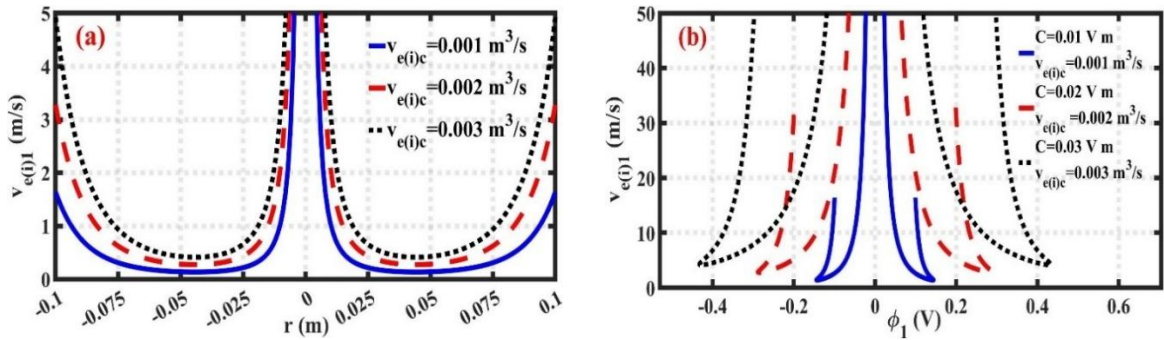 (a)
v_e(i)c=0.001 m³/s
v_e(i)c=0.002 m³/s
v_e(i)c=0.003 m³/s
v_e(i)1 (m/s)
5
4
3
2
1
0
-0.1 -0.075 -0.05 -0.025 0 0.025 0.05 0.075 0.1
r (m)
(b)
C=0.01 V m
v_e(i)c=0.001 m³/s
C=0.02 V m
v_e(i)c =0.002 m³/s
C=0.03 V m
v_e(i)c=0.003 m³/s
v_e(i)1 (m/s)
50
40
30
20
10
0
-0.4 -0.2 0 0.2 0.4 0.6
ϕ₁ (V)